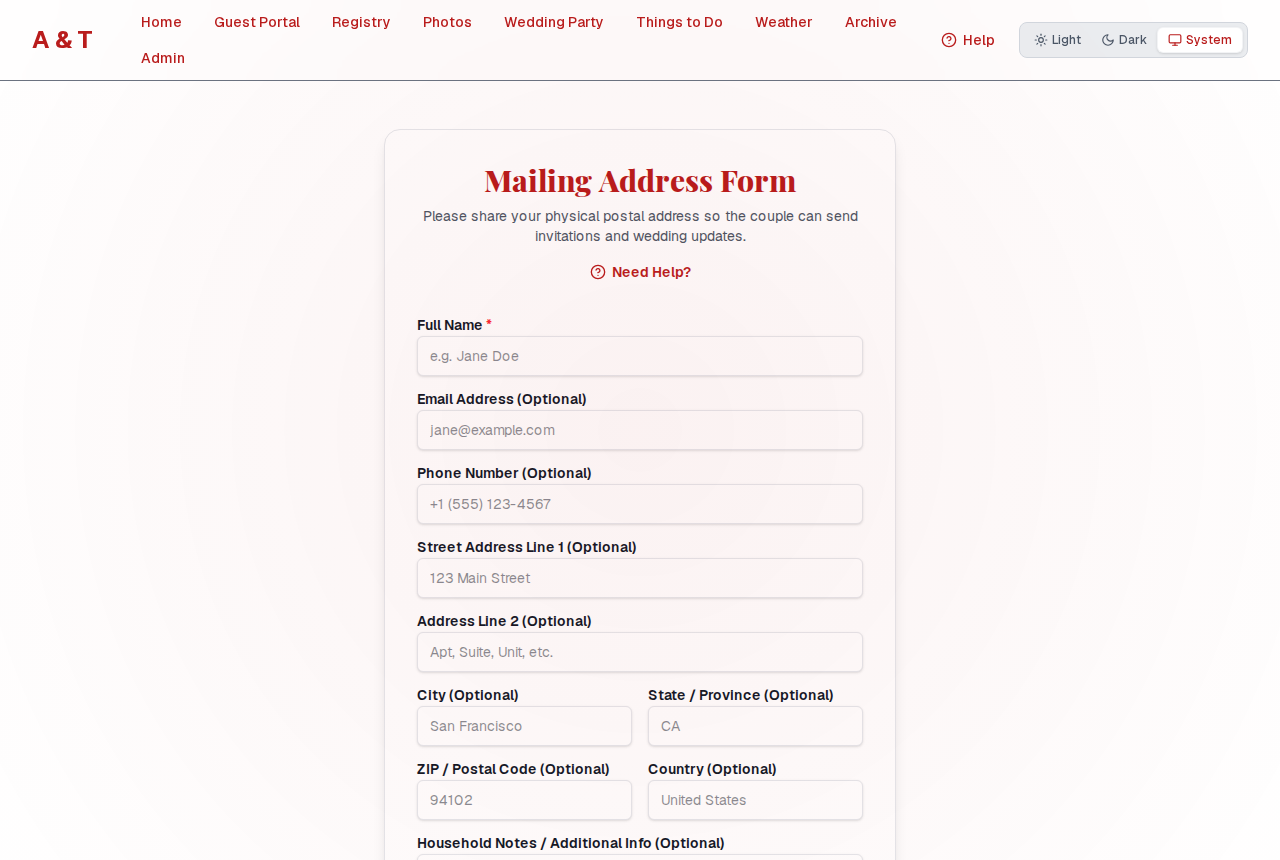 A & T
Home Guest Portal Registry Photos Wedding Party Things to Do Weather Archive
Admin
Help
Light Dark System
Mailing Address Form
Please share your physical postal address so the couple can send
invitations and wedding updates.
Need Help?
Full Name *
e.g. Jane Doe
Email Address (Optional)
jane@example.com
Phone Number (Optional)
+1 (555) 123-4567
Street Address Line 1 (Optional)
123 Main Street
Address Line 2 (Optional)
Apt, Suite, Unit, etc.
City (Optional) State / Province (Optional)
San Francisco CA
ZIP / Postal Code (Optional) Country (Optional)
94102 United States
Household Notes / Additional Info (Optional)